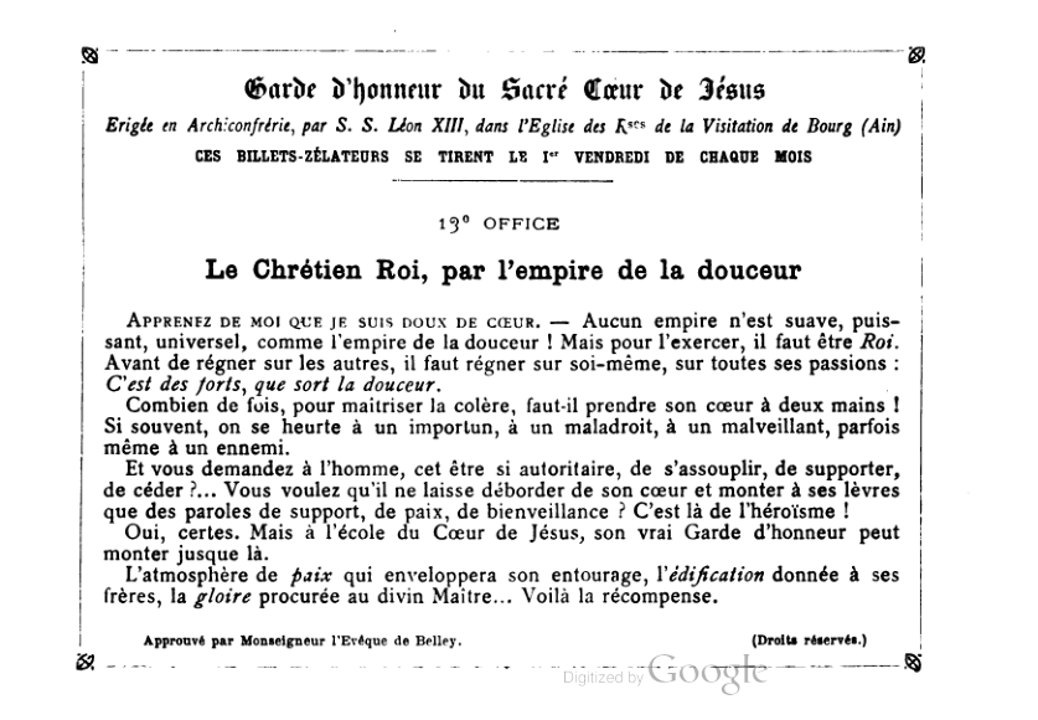 Garde d'honneur du Sacré Cœur de Jésus
Erigée en Archiconfrérie, par S. S. Léon XIII, dans l'Eglise des Rses de la Visitation de Bourg (Ain)
CES BILLETS-ZÉLATEURS SE TIRENT LE Ier VENDREDI DE CHAQUE MOIS
13e OFFICE
Le Chrétien Roi, par l'empire de la douceur
APPRENEZ DE MOI QUE JE SUIS DOUX DE CŒUR. — Aucun empire n'est suave, puis-
sant, universel, comme l'empire de la douceur ! Mais pour l'exercer, il faut être Roi.
Avant de régner sur les autres, il faut régner sur soi-même, sur toutes ses passions :
C'est des forts, que sort la douceur.
Combien de fois, pour maitriser la colère, faut-il prendre son cœur à deux mains !
Si souvent, on se heurte à un importun, à un maladroit, à un malveillant, parfois
même à un ennemi.
Et vous demandez à l'homme, cet être si autoritaire, de s'assouplir, de supporter,
de céder ?... Vous voulez qu'il ne laisse déborder de son cœur et monter à ses lèvres
que des paroles de support, de paix, de bienveillance ? C'est là de l'héroïsme !
Oui, certes. Mais à l'école du Cœur de Jésus, son vrai Garde d'honneur peut
monter jusque là.
L'atmosphère de paix qui enveloppera son entourage, l'édification donnée à ses
frères, la gloire procurée au divin Maître... Voilà la récompense.
Approuvé par Monseigneur l'Evêque de Belley. (Droits réservés.)
Digitized by Google